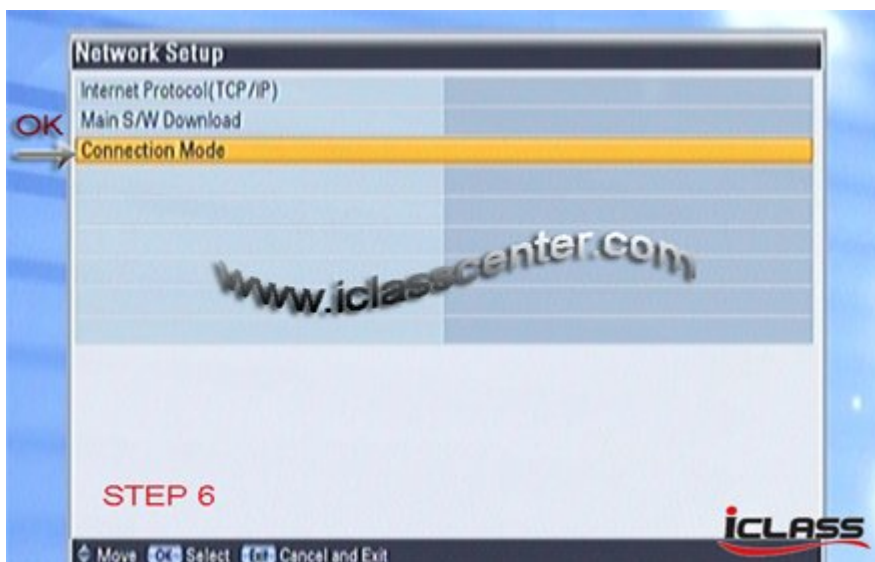 Network Setup
Internet Protocol(TCP/IP)
OK Main S/W Download
Connection Mode
www.iclasscenter.com
STEP 6
iCLASS
Move OK Select Exit Cancel and Exit